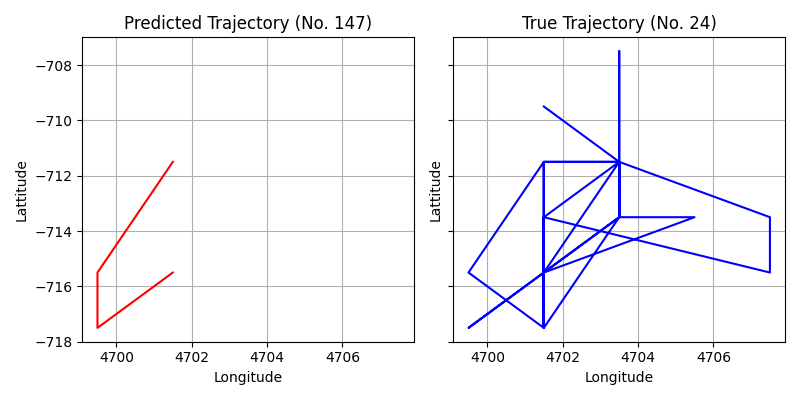 Predicted Trajectory (No. 147)
−708
−710
−712
−714
−716
−718
Lattitude
4700 4702 4704 4706
Longitude
True Trajectory (No. 24)
Lattitude
4700 4702 4704 4706
Longitude